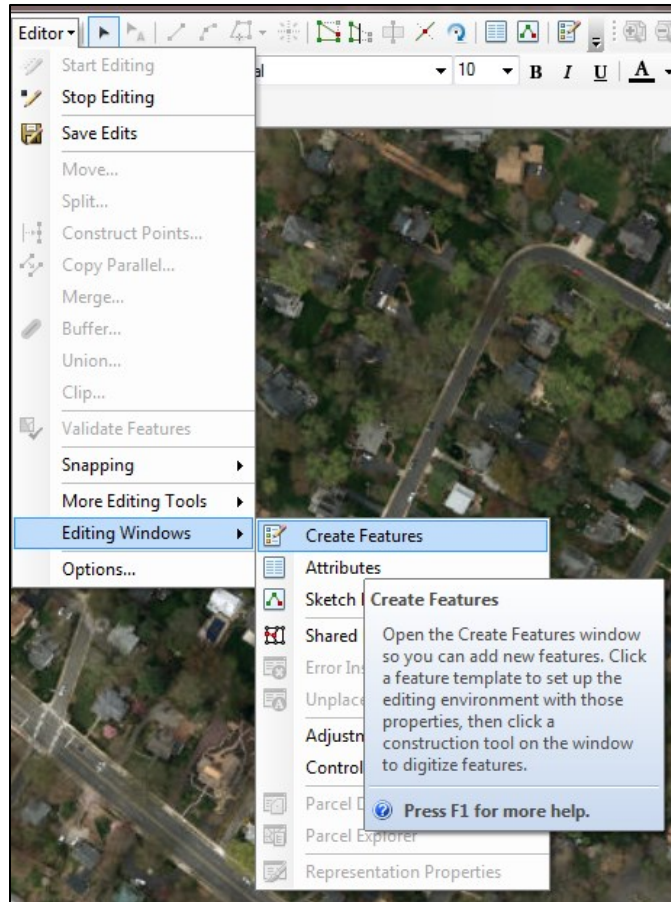 Editor
10 B I U A
Start Editing
Stop Editing
Save Edits
Move...
Split...
Construct Points...
Copy Parallel...
Merge...
Buffer...
Union...
Clip...
Validate Features
Snapping
More Editing Tools
Editing Windows
Options...
Create Features
Attributes
Sketch
Shared
Error
Adjustm
Control
Parcel
Parcel Explorer
Representation Properties
Create Features
Open the Create Features window
so you can add new features. Click
a feature template to set up the
editing environment with those
properties, then click a
construction tool on the window
to digitize features.
Press F1 for more help.